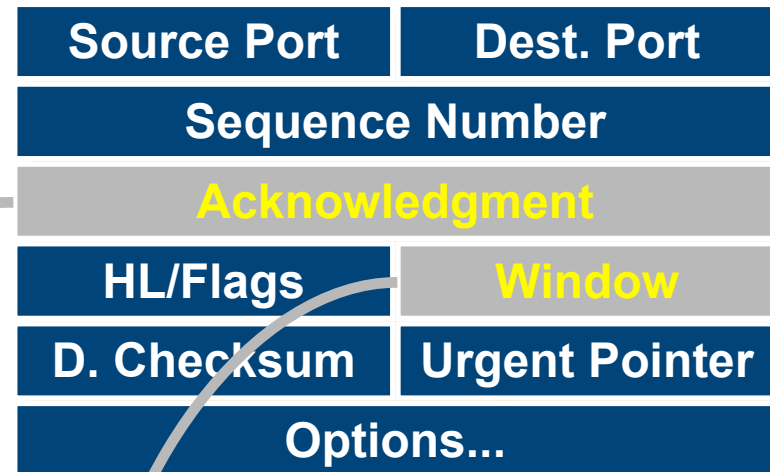 Source Port Dest. Port
Sequence Number
Acknowledgment
HL/Flags Window
D. Checksum Urgent Pointer
Options...